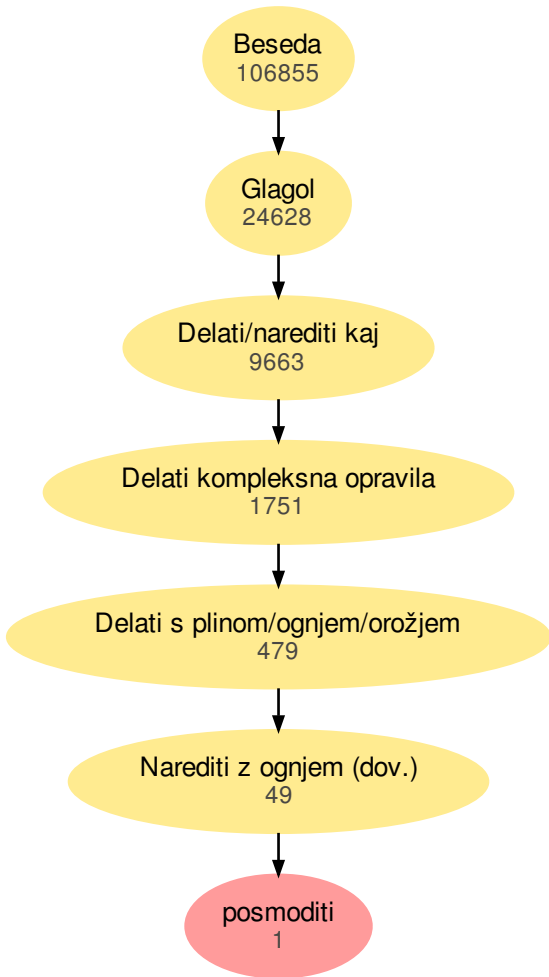 Beseda
106855
Glagol
24628
Delati/narediti kaj
9663
Delati kompleksna opravila
1751
Delati s plinom/ognjem/orožjem
479
Narediti z ognjem (dov.)
49
posmoditi
1